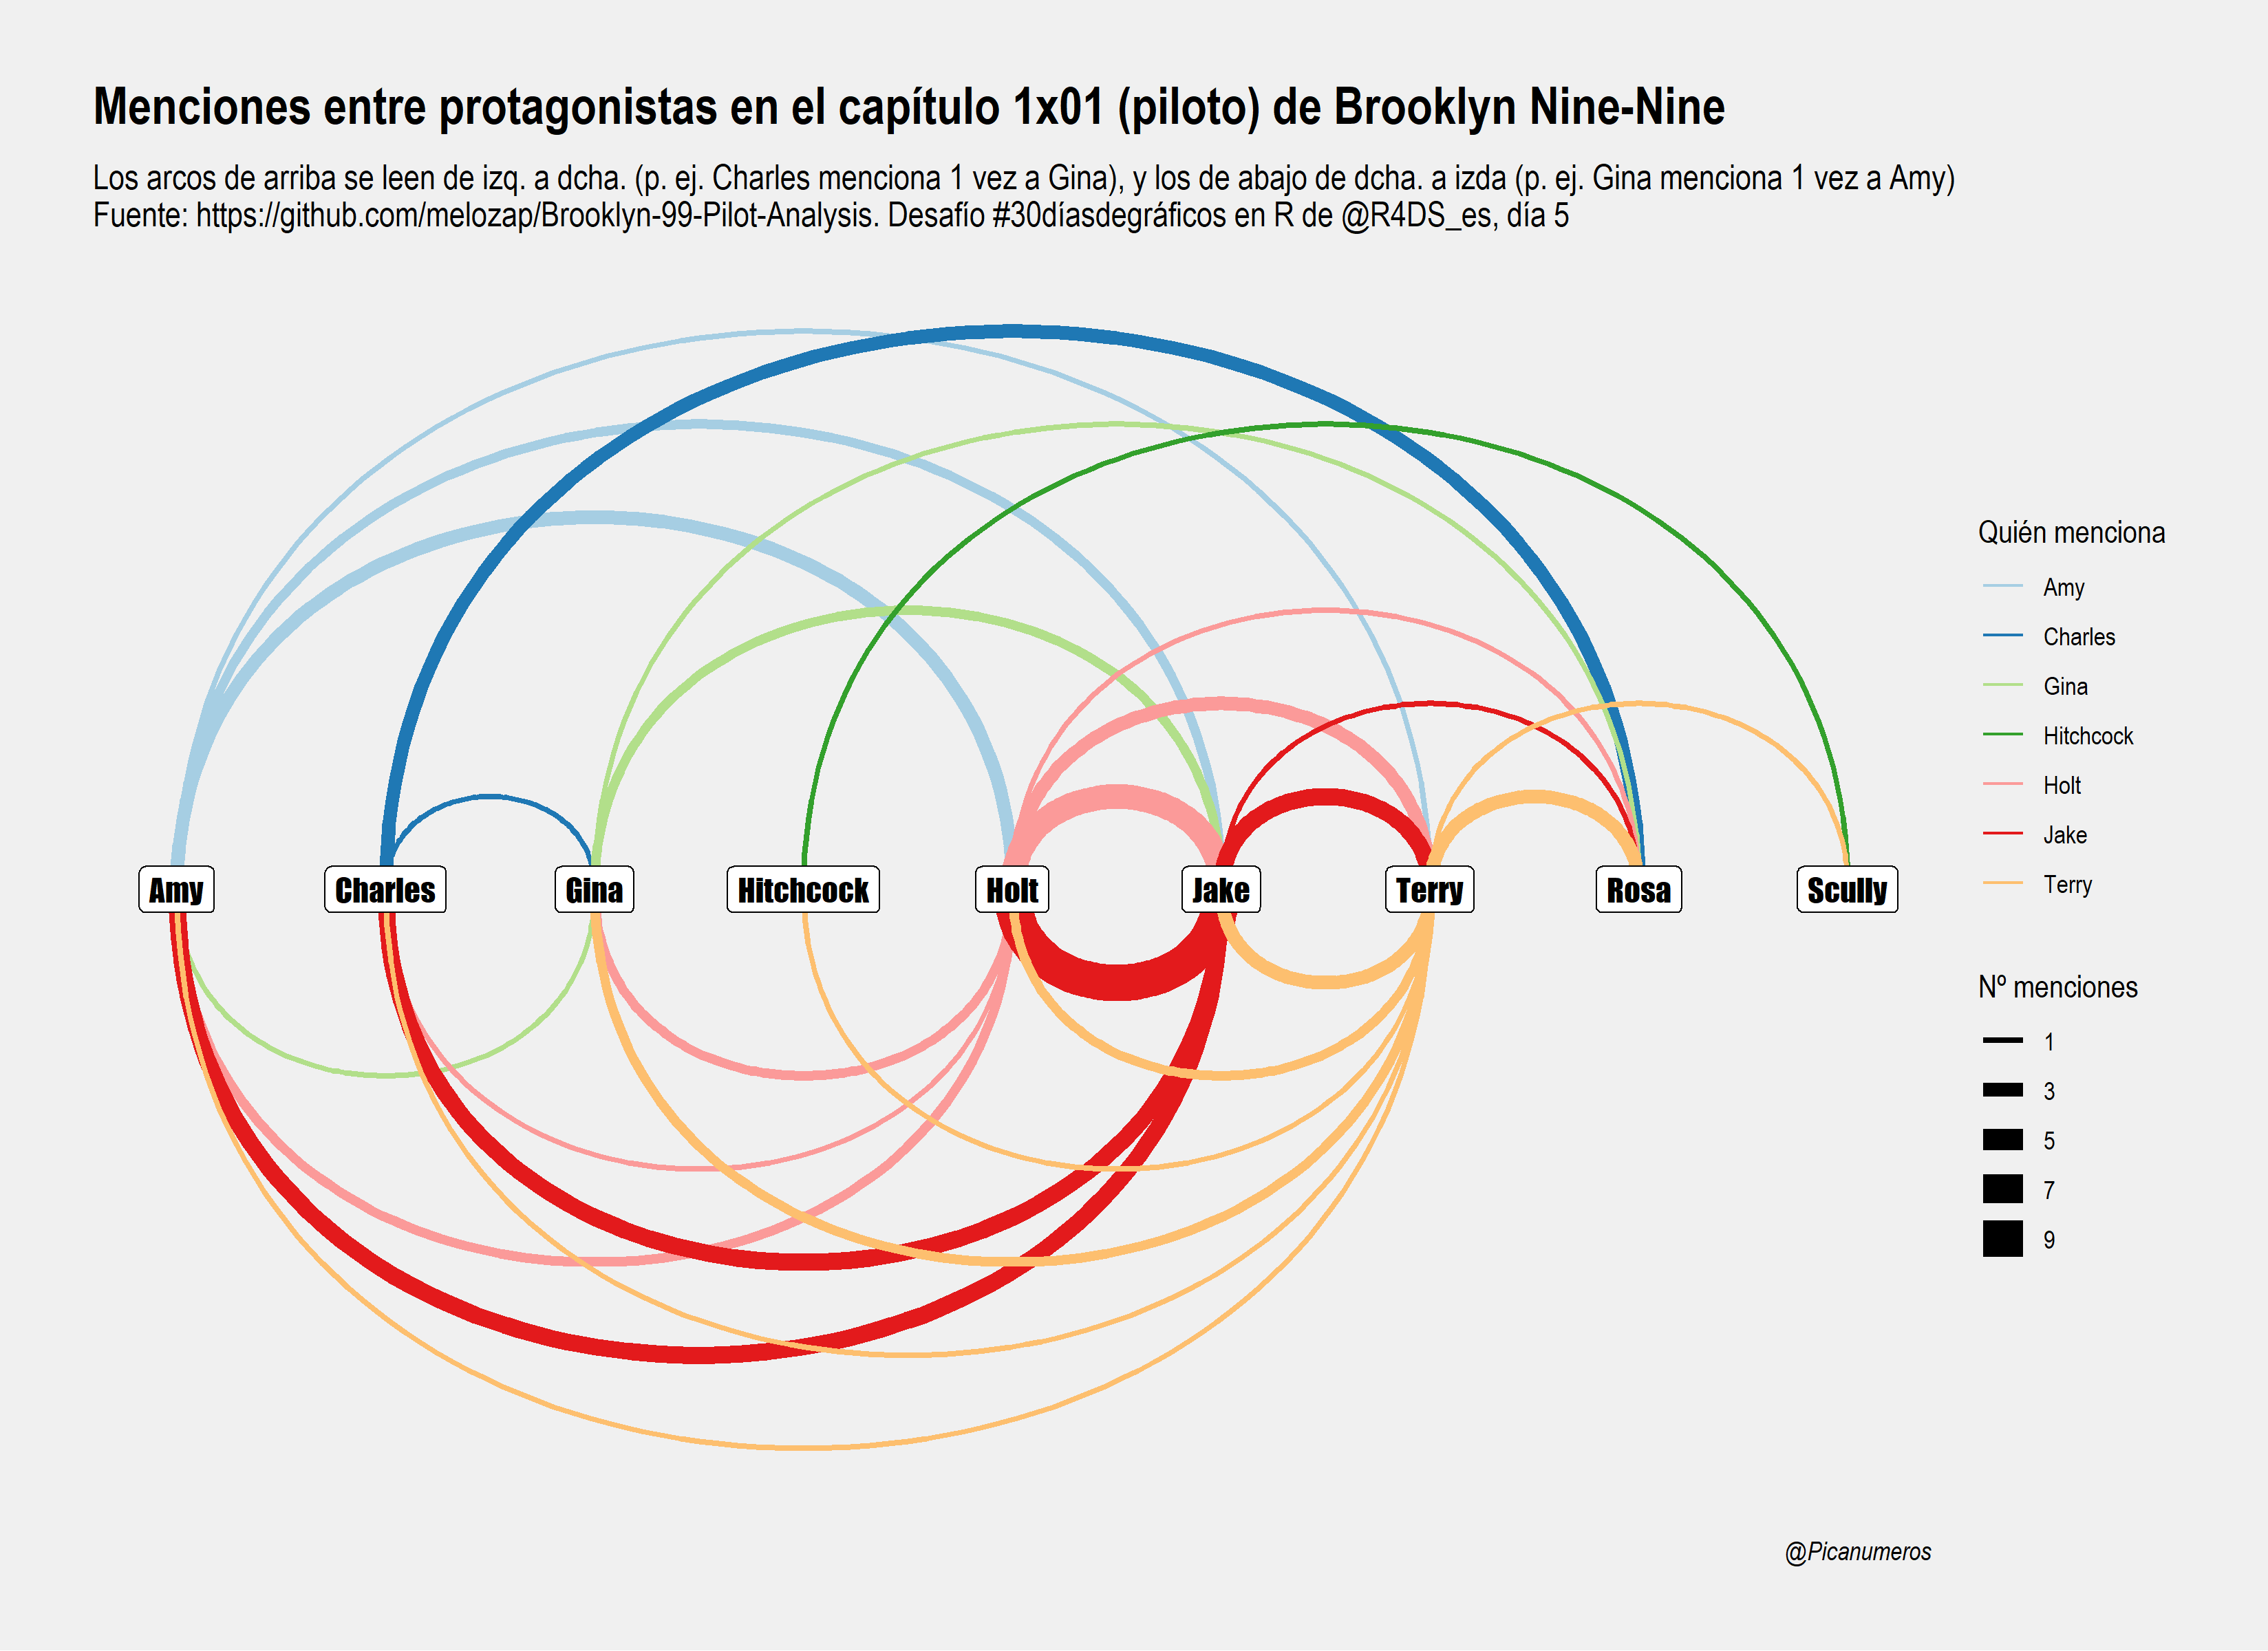 Menciones entre protagonistas en el capítulo 1x01 (piloto) de Brooklyn Nine-Nine
Los arcos de arriba se leen de izq. a dcha. (p. ej. Charles menciona 1 vez a Gina), y los de abajo de dcha. a izda (p. ej. Gina menciona 1 vez a Amy)
Fuente: https://github.com/melozap/Brooklyn-99-Pilot-Analysis. Desafío #30díasdegráficos en R de @R4DS_es, día 5
Amy
Charles
Gina
Hitchcock
Holt
Jake
Terry
Rosa
Scully
Quién menciona
Amy
Charles
Gina
Hitchcock
Holt
Jake
Terry
Nº menciones
1
3
5
7
9
@Picanumeros